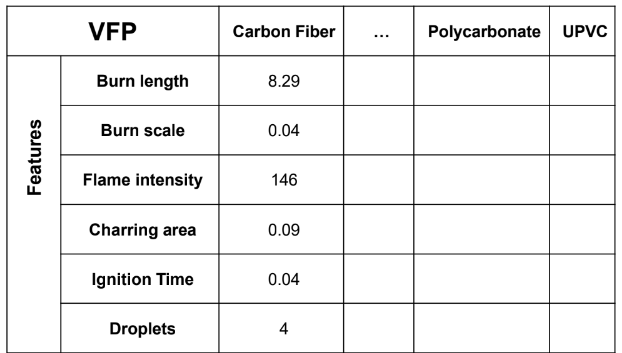 VFP Carbon Fiber ... Polycarbonate UPVC
Features
Burn length 8.29
Burn scale 0.04
Flame intensity 146
Charring area 0.09
Ignition Time 0.04
Droplets 4